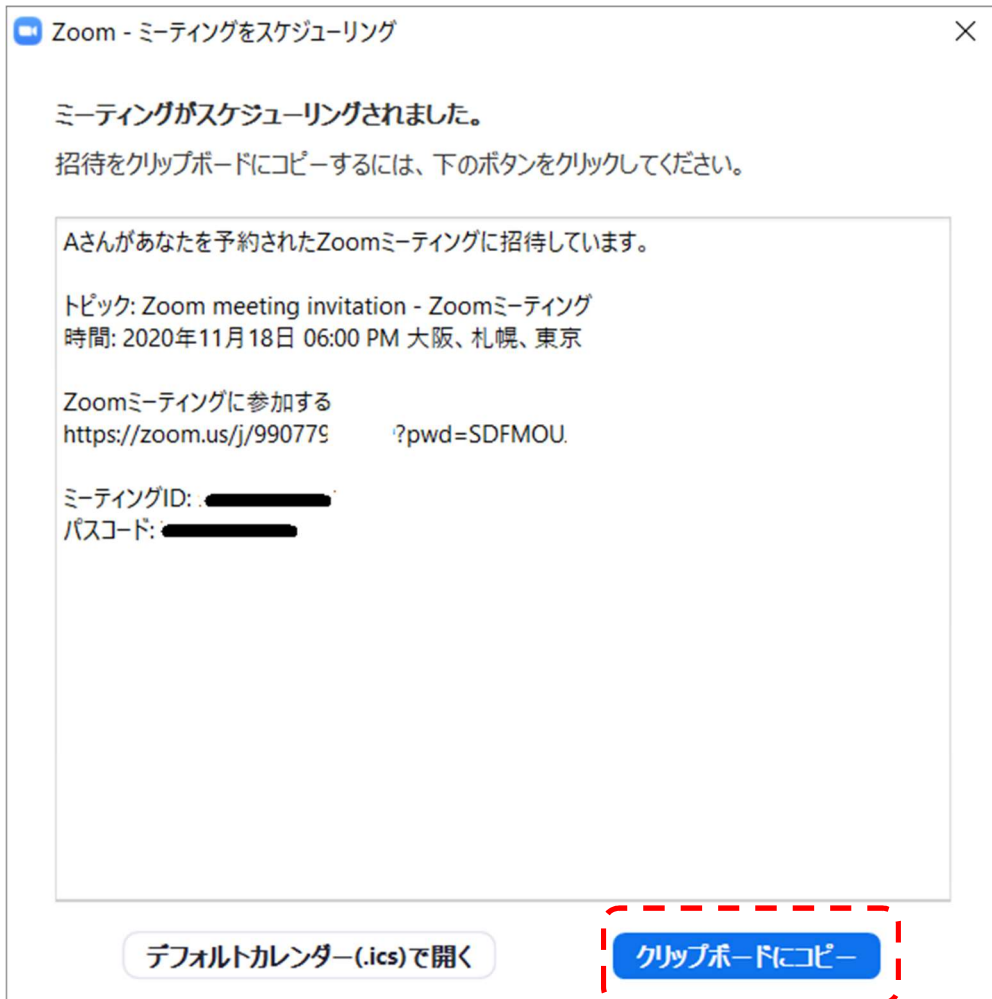 Zoom - ミーティングをスケジューリング
ミーティングがスケジューリングされました。
招待をクリップボードにコピーするには、下のボタンをクリックしてください。
Aさんがあなたを予約されたZoomミーティングに招待しています。
トピック: Zoom meeting invitation - Zoomミーティング
時間: 2020年11月18日 06:00 PM 大阪、札幌、東京
Zoomミーティングに参加する
https://zoom.us/j/990779 ?pwd=SDFMOU
ミーティングID:
パスコード:
デフォルトカレンダー(.ics)で開く
クリップボードにコピー